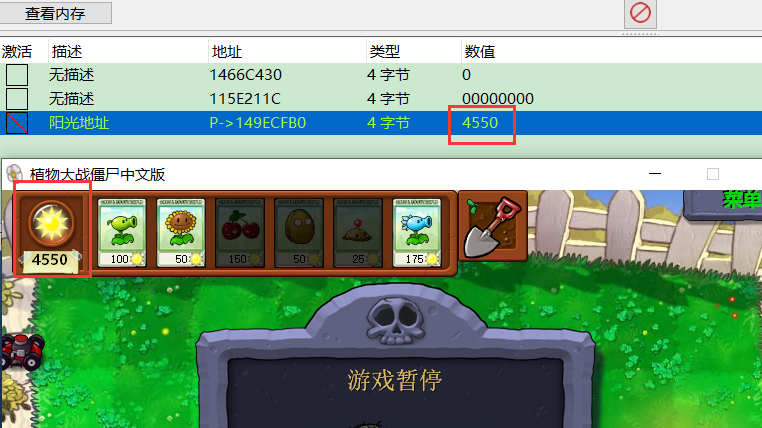 查看内存
激活 描述 地址 类型 数值
无描述 1466C430 4 字节 0
无描述 115E211C 4 字节 00000000
阳光地址 P->149ECFB0 4 字节 4550
植物大战僵尸中文版
菜单
4550 100 50 150 50 25 175
游戏暂停